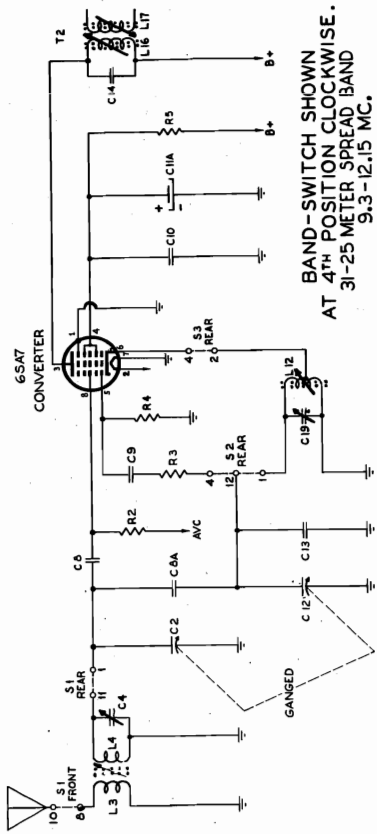 6SA7
CONVERTER
T2
L17
L16
C14
B+
R5
B+
C11A
+
1
C10
3
8
5
1
4
6
2
4
S3
REAR
2
R4
C9
R3
4
S2
12
REAR
1
L12
C19
C8
R2
AVC
C8A
C13
C12
C2
GANGED
S1
REAR
11
1
C4
L4
L3
10
S1
FRONT
8
BAND-SWITCH SHOWN
AT 4TH POSITION CLOCKWISE.
31-25 METER SPREAD BAND
9.3-12.15 MC.